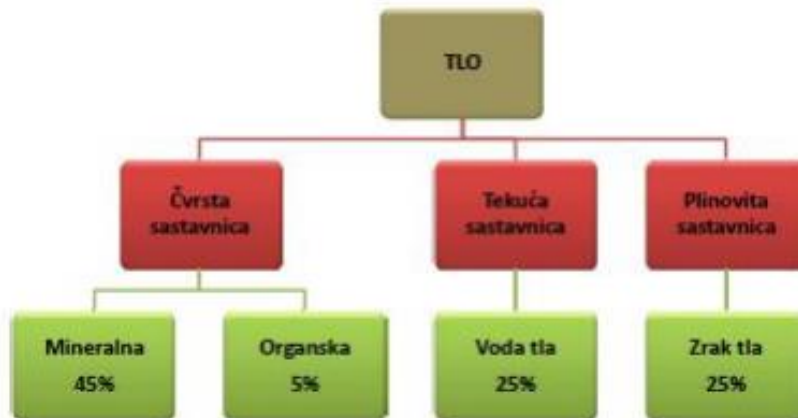 TLO
Čvrsta
sastavnica
Tekuća
sastavnica
Plinovita
sastavnica
Mineralna
45%
Organska
5%
Voda tla
25%
Zrak tla
25%